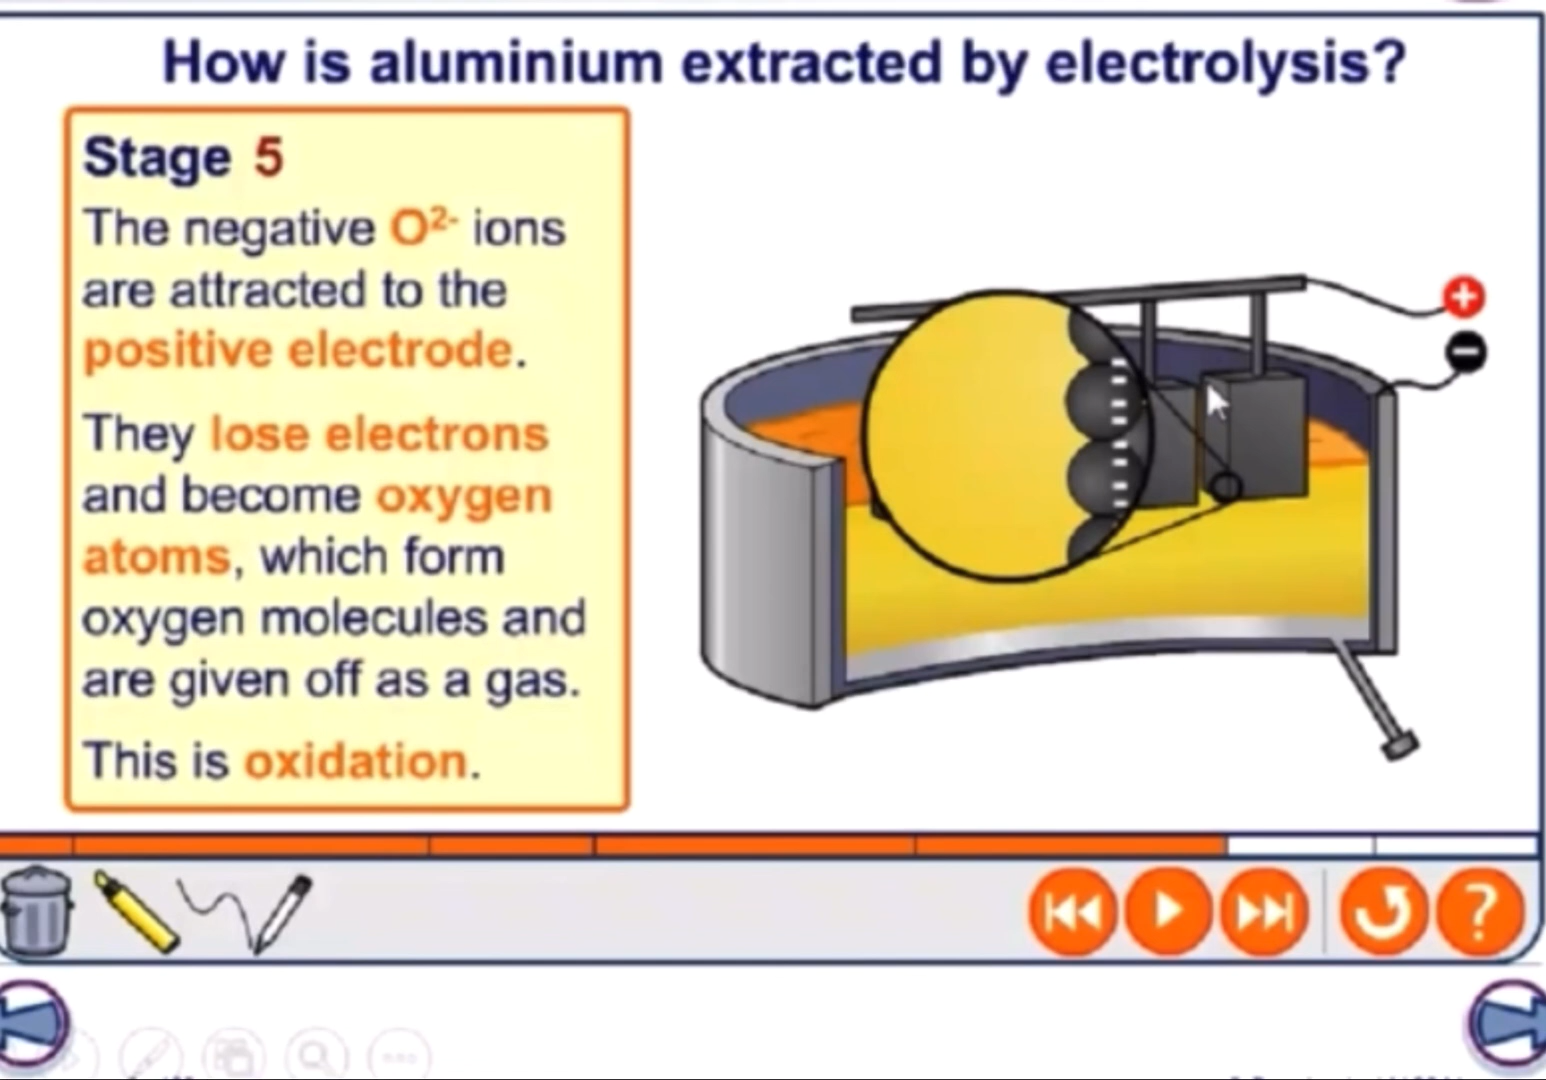 How is aluminium extracted by electrolysis?
Stage 5
The negative O²⁻ ions
are attracted to the
positive electrode.
They lose electrons
and become oxygen
atoms, which form
oxygen molecules and
are given off as a gas.
This is oxidation.
+
−
?